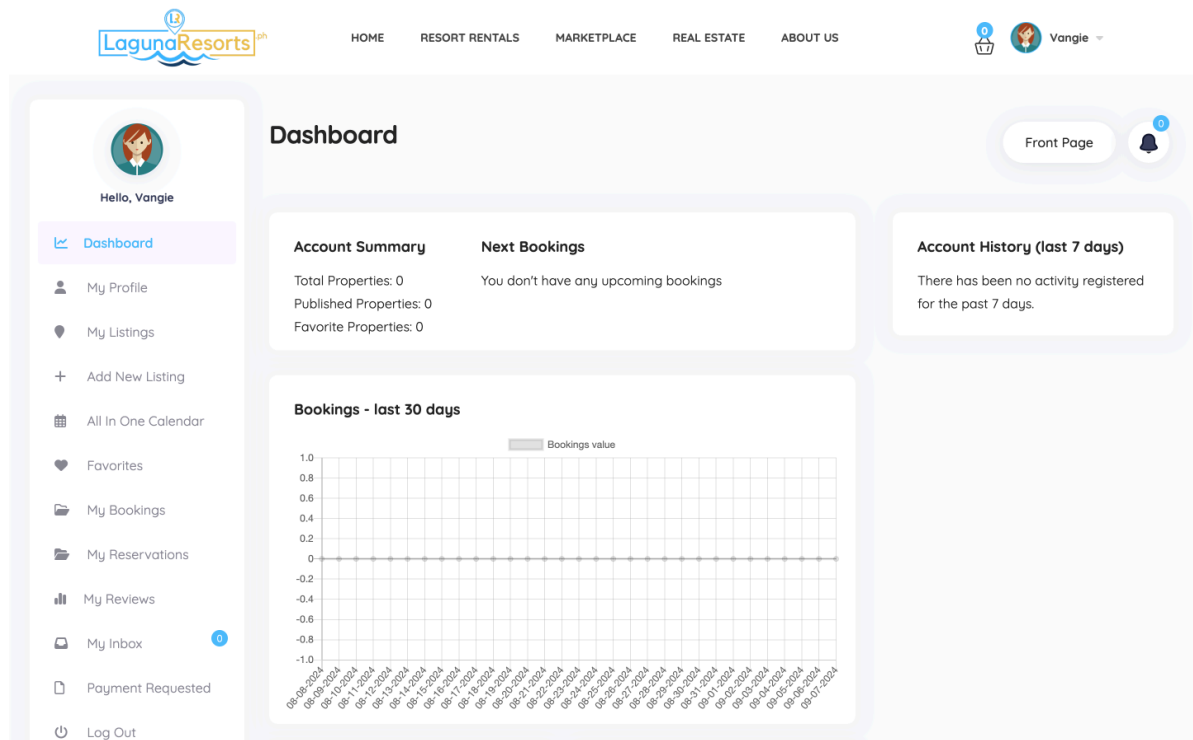 LR
LagunaResorts.ph
HOME RESORT RENTALS MARKETPLACE REAL ESTATE ABOUT US
0
Vangie
Hello, Vangie
Dashboard
My Profile
My Listings
Add New Listing
All In One Calendar
Favorites
My Bookings
My Reservations
My Reviews
My Inbox 0
Payment Requested
Log Out
Dashboard
Front Page
0
Account Summary
Total Properties: 0
Published Properties: 0
Favorite Properties: 0
Next Bookings
You don't have any upcoming bookings
Account History (last 7 days)
There has been no activity registered
for the past 7 days.
Bookings - last 30 days
Bookings value
1.0
0.8
0.6
0.4
0.2
0
-0.2
-0.4
-0.6
-0.8
-1.0
08-08-2024
08-09-2024
08-10-2024
08-11-2024
08-12-2024
08-13-2024
08-14-2024
08-15-2024
08-16-2024
08-17-2024
08-18-2024
08-19-2024
08-20-2024
08-21-2024
08-22-2024
08-23-2024
08-24-2024
08-25-2024
08-26-2024
08-27-2024
08-28-2024
08-29-2024
08-30-2024
08-31-2024
09-01-2024
09-02-2024
09-03-2024
09-04-2024
09-05-2024
09-06-2024
09-07-2024